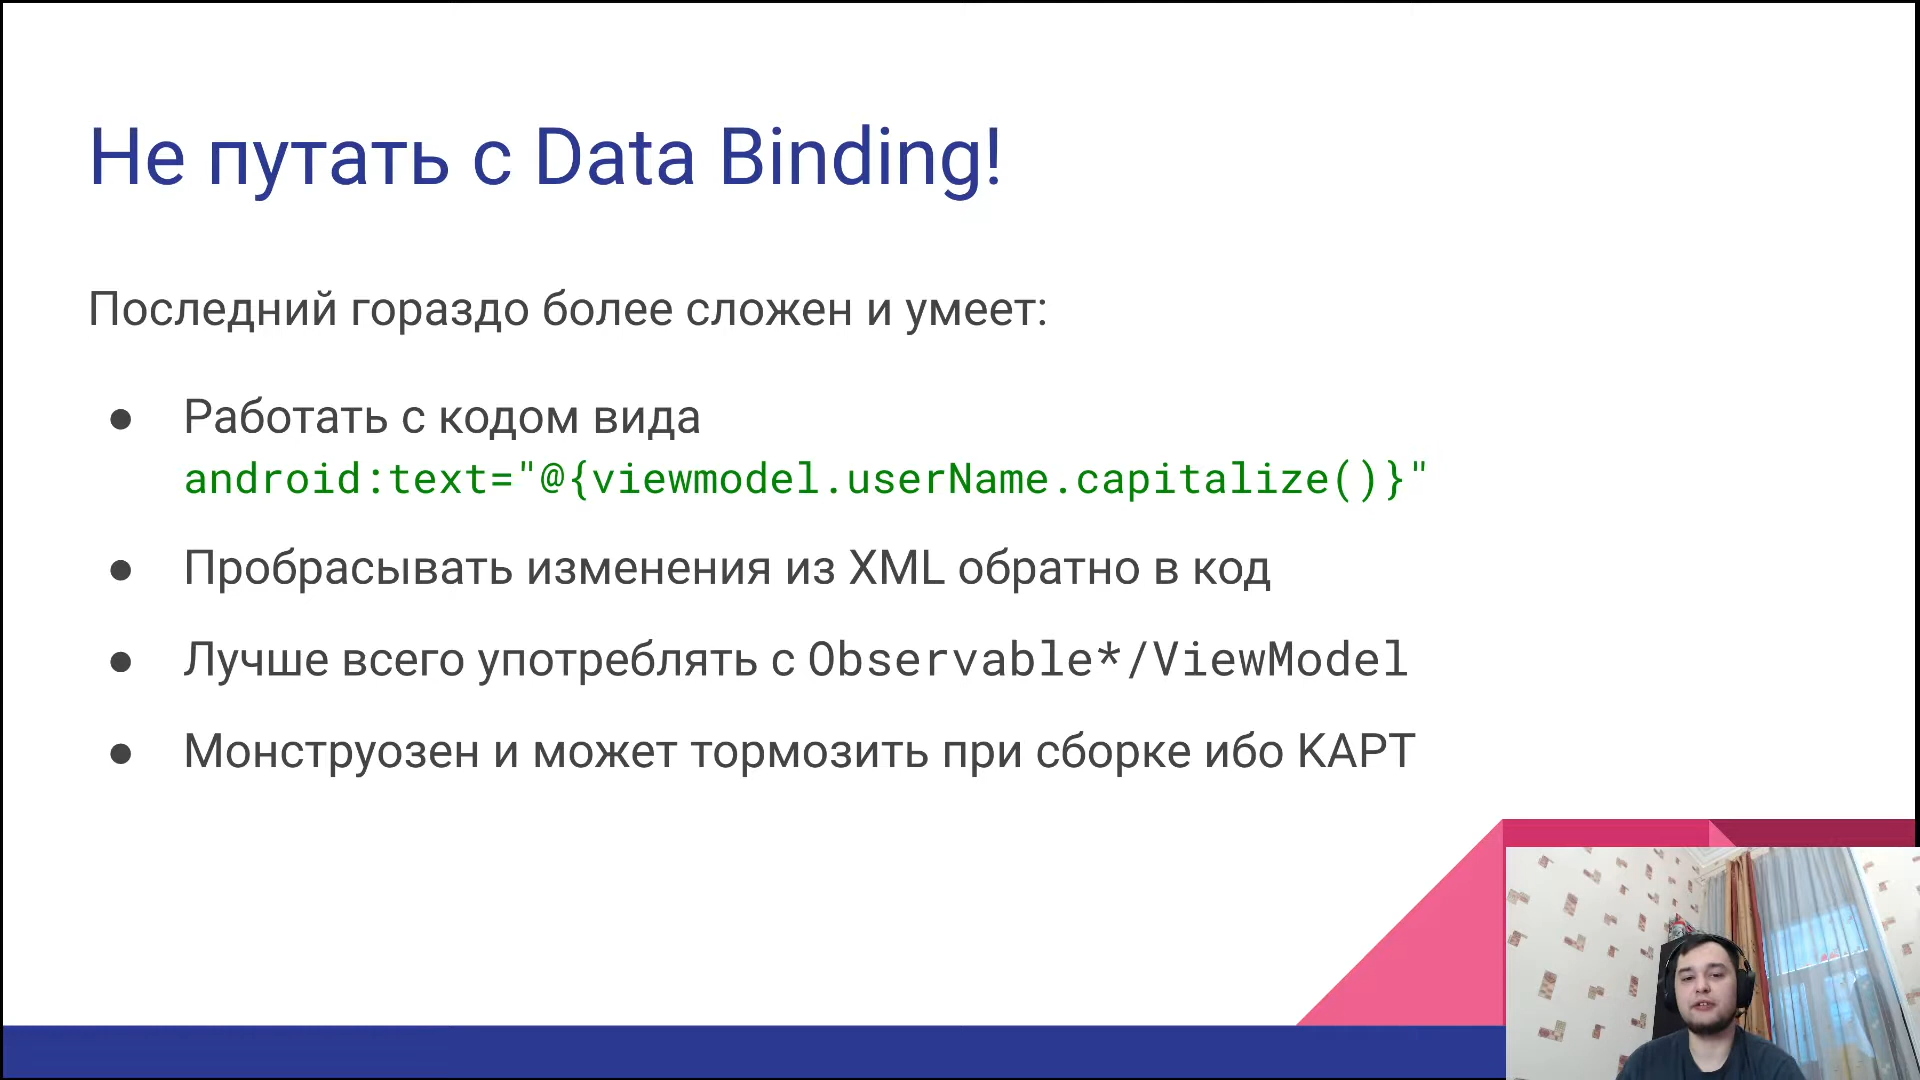 Не путать с Data Binding!
Последний гораздо более сложен и умеет:
● Работать с кодом вида
android:text="@{viewmodel.userName.capitalize()}"
● Пробрасывать изменения из XML обратно в код
● Лучше всего употреблять с Observable*/ViewModel
● Монструозен и может тормозить при сборке ибо KAPT